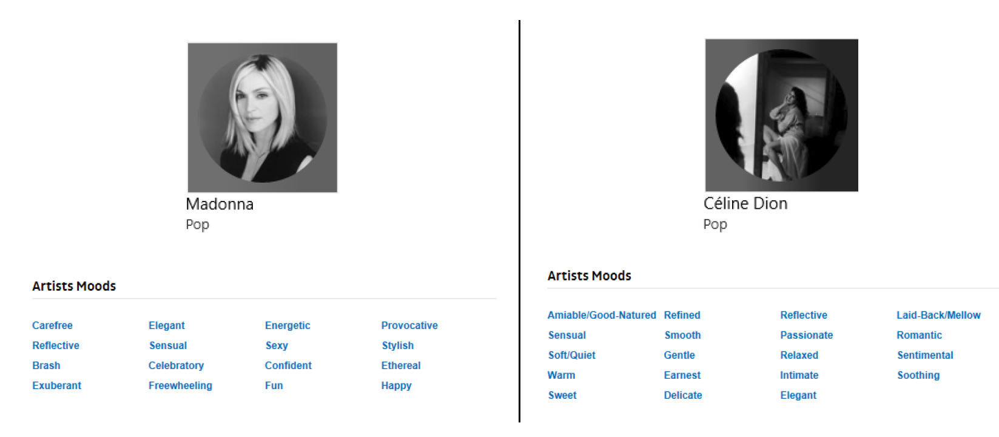 Madonna
Pop
Artists Moods
Carefree Elegant Energetic Provocative
Reflective Sensual Sexy Stylish
Brash Celebratory Confident Ethereal
Exuberant Freewheeling Fun Happy
Céline Dion
Pop
Artists Moods
Amiable/Good-Natured Refined Reflective Laid-Back/Mellow
Sensual Smooth Passionate Romantic
Soft/Quiet Gentle Relaxed Sentimental
Warm Earnest Intimate Soothing
Sweet Delicate Elegant